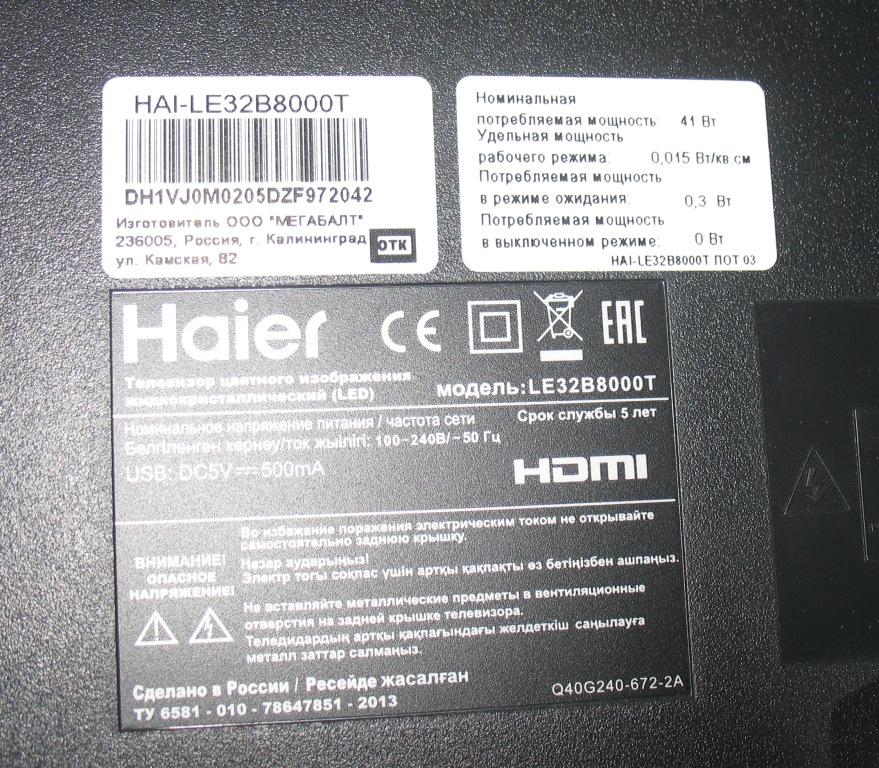 HAI-LE32B8000T
DH1VJ0M0205DZF972042
Изготовитель ООО "МЕГАБАЛТ"
236005, Россия, г. Калининград
ул. Камская, 82
ОТК
Номинальная
потребляемая мощность: 41 Вт
Удельная мощность
рабочего режима: 0,015 Вт/кв.см
Потребляемая мощность
в режиме ожидания: 0,3 Вт
Потребляемая мощность
в выключенном режиме: 0 Вт
HAI-LE32B8000T ПОТ 03
Haier CE EAC
Телевизор цветного изображения
жидкокристаллический (LED)
модель:LE32B8000T
Номинальное напряжение питания / частота сети
Срок службы 5 лет
Белгіленген кернеу/ток жыліігі: 100~240В/~50 Гц
USB: DC5V⎓500mA
HDMI
ВНИМАНИЕ!
ОПАСНОЕ
НАПРЯЖЕНИЕ!
Во избежание поражения электрическим током не открывайте
самостоятельно заднюю крышку.
Назар аударыңыз!
Электр тогы соқпас үшін артқы қақпақты өз бетіңізбен ашпаңыз.
Не вставляйте металлические предметы в вентиляционные
отверстия на задней крышке телевизора.
Теледидардың артқы қақпағындағы желдеткіш саңылауға
металл заттар салмаңыз.
Сделано в России / Ресейде жасалған
ТУ 6581 - 010 - 78647851 - 2013
Q40G240-672-2A